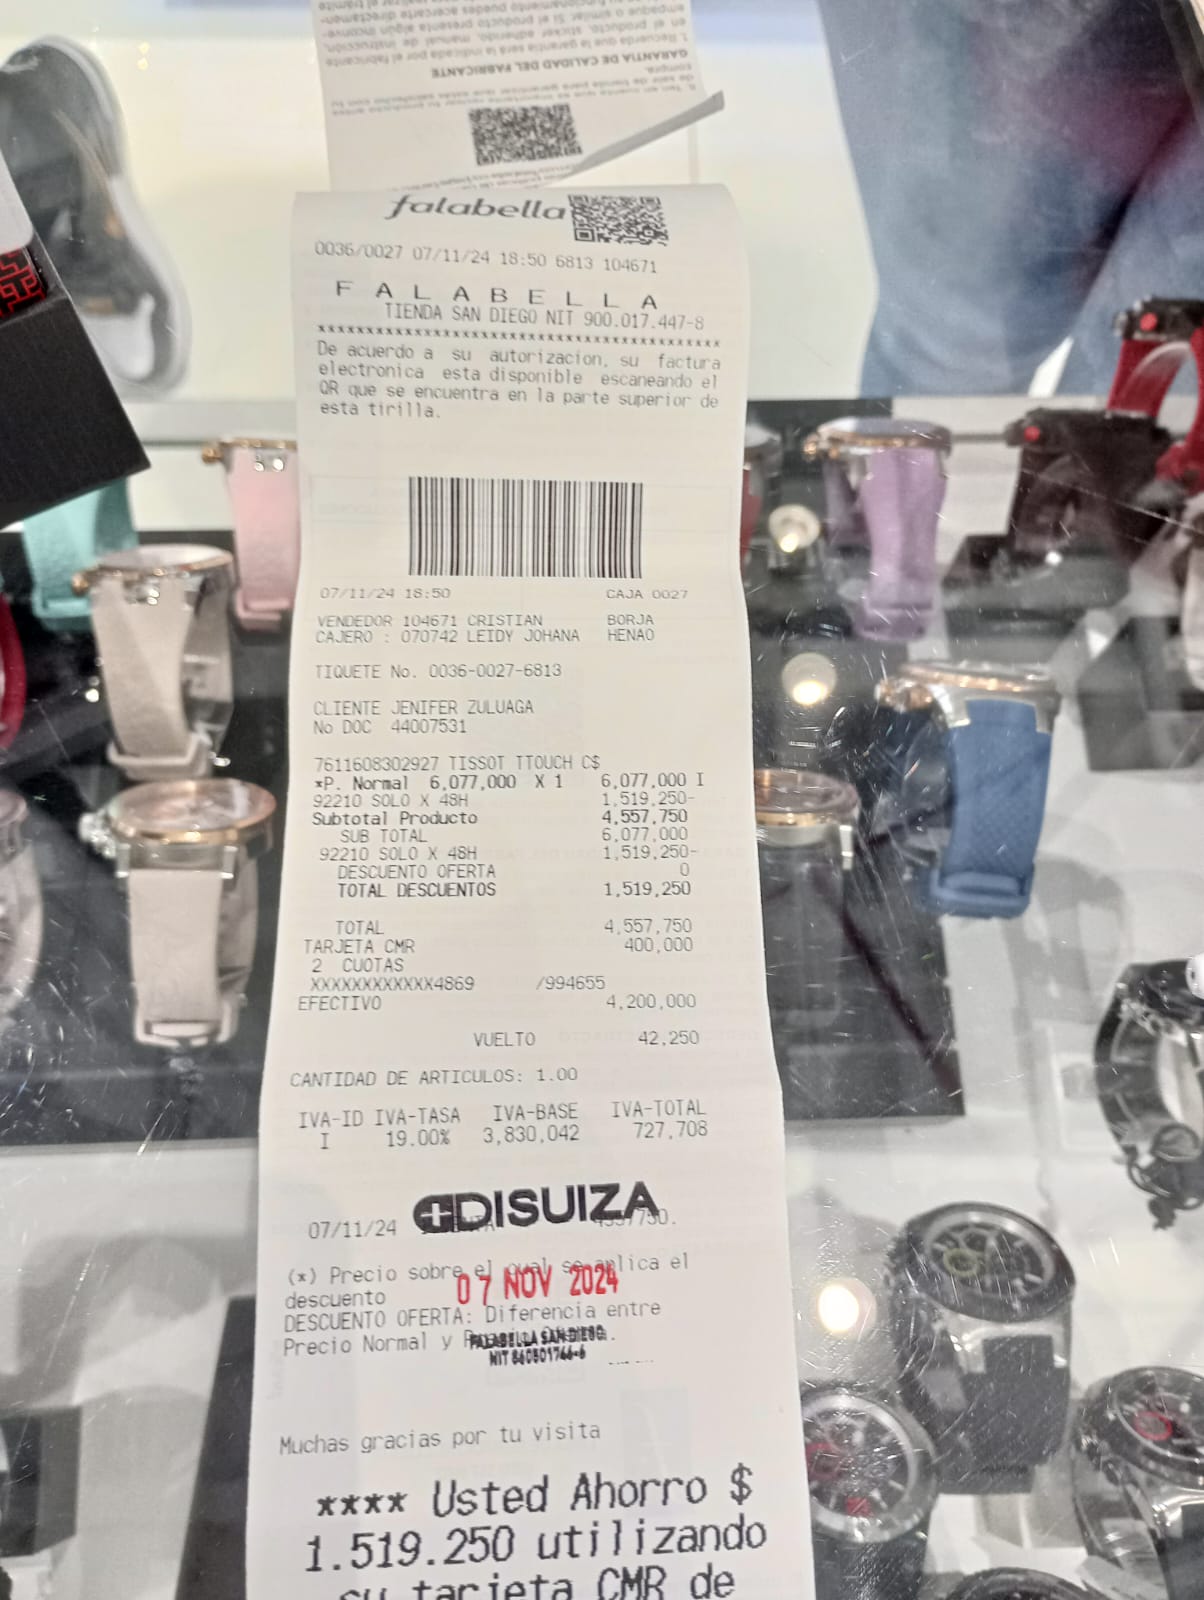 GARANTIA DE CALIDAD DEL FABRICANTE
falabella
0036/0027 07/11/24 18:50 6813 104671
F A L A B E L L A
TIENDA SAN DIEGO NIT 900.017.447-8
xxxxxxxxxxxxxxxxxxxxxxxxxxxxxxxxxxxxxxxx
De acuerdo a su autorizacion, su factura
electronica esta disponible escaneando el
QR que se encuentra en la parte superior de
esta tirilla.
07/11/24 18:50 CAJA 0027
VENDEDOR 104671 CRISTIAN BORJA
CAJERO : 070742 LEIDY JOHANA HENAO
TIQUETE No. 0036-0027-6813
CLIENTE JENIFER ZULUAGA
No DOC 44007531
7611608302927 TISSOT TTOUCH C$
*P. Normal 6,077,000 X 1 6,077,000 I
92210 SOLO X 48H 1,519,250-
Subtotal Producto 4,557,750
SUB TOTAL 6,077,000
92210 SOLO X 48H 1,519,250-
DESCUENTO OFERTA 0
TOTAL DESCUENTOS 1,519,250
TOTAL 4,557,750
TARJETA CMR 400,000
2 CUOTAS
XXXXXXXXXXXX4869 /994655
EFECTIVO 4,200,000
VUELTO 42,250
CANTIDAD DE ARTICULOS: 1.00
IVA-ID IVA-TASA IVA-BASE IVA-TOTAL
I 19.00% 3,830,042 727,708
DISUIZA
07/11/24
(*) Precio sobre el cual se aplica el
07 NOV 2024
descuento
DESCUENTO OFERTA: Diferencia entre
Precio Normal y
FALABELLA SAN DIEGO
NIT 860501766-6
Muchas gracias por tu visita
**** Usted Ahorro $
1.519.250 utilizando
su tarjeta CMR de